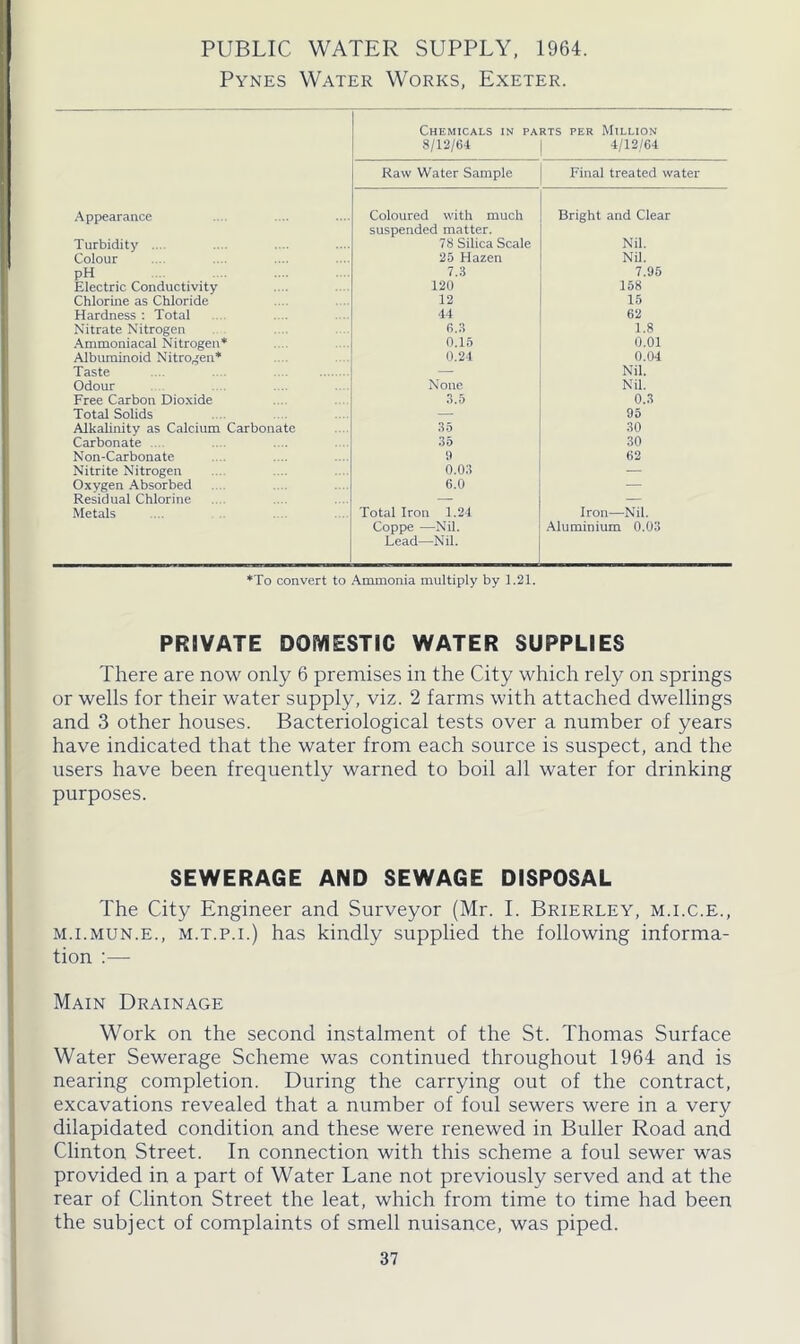 PUBLIC WATER SUPPLY, 1964.
Pynes Water Works, Exeter.
Chemicals in parts per Million
8/12/64 4/12/64
Raw Water Sample Final treated water
Appearance .... .... .... Coloured with much Bright and Clear
suspended matter.
Turbidity .... .... .... .... 78 Silica Scale Nil.
Colour .... .... .... .... 25 Hazen Nil.
pH .... .... .... .... 7.3 7.95
Electric Conductivity .... .... 120 158
Chlorine as Chloride .... .... 12 15
Hardness : Total .... .... .... 44 62
Nitrate Nitrogen .... .... .... 6.3 1.8
Ammoniacal Nitrogen* .... .... 0.15 0.01
Albuminoid Nitrogen* .... .... 0.24 0.04
Taste .... .... .... .... — Nil.
Odour .... .... .... .... None Nil.
Free Carbon Dioxide .... .... 3.5 0.3
Total Solids .... .... .... — 95
Alkalinity as Calcium Carbonate .... 35 30
Carbonate .... .... .... .... 35 30
Non-Carbonate .... .... .... 9 62
Nitrite Nitrogen .... .... .... 0.03 —
Oxygen Absorbed .... .... .... 6.0 —
Residual Chlorine .... .... .... — —
Metals .... .... .... .... Total Iron 1.24 Iron—Nil.
Coppe —Nil. Aluminium 0.03
Lead—Nil.
*To convert to Ammonia multiply by 1.21.
PRIVATE DOMESTIC WATER SUPPLIES
There are now only 6 premises in the City which rely on springs
or wells for their water supply, viz. 2 farms with attached dwellings
and 3 other houses. Bacteriological tests over a number of years
have indicated that the water from each source is suspect, and the
users have been frequently warned to boil all water for drinking
purposes.
SEWERAGE AND SEWAGE DISPOSAL
The City Engineer and Surveyor (Mr. I. Brierley, m.i.c.e.,
m.i.mun.e., m.t.p.i.) has kindly supplied the following informa-
tion :—
Main Drainage
Work on the second instalment of the St. Thomas Surface
Water Sewerage Scheme was continued throughout 1964 and is
nearing completion. During the carrying out of the contract,
excavations revealed that a number of foul sewers were in a very
dilapidated condition and these were renewed in Buller Road and
Clinton Street. In connection with this scheme a foul sewer was
provided in a part of Water Lane not previously served and at the
rear of Clinton Street the leat, which from time to time had been
the subject of complaints of smell nuisance, was piped.
37